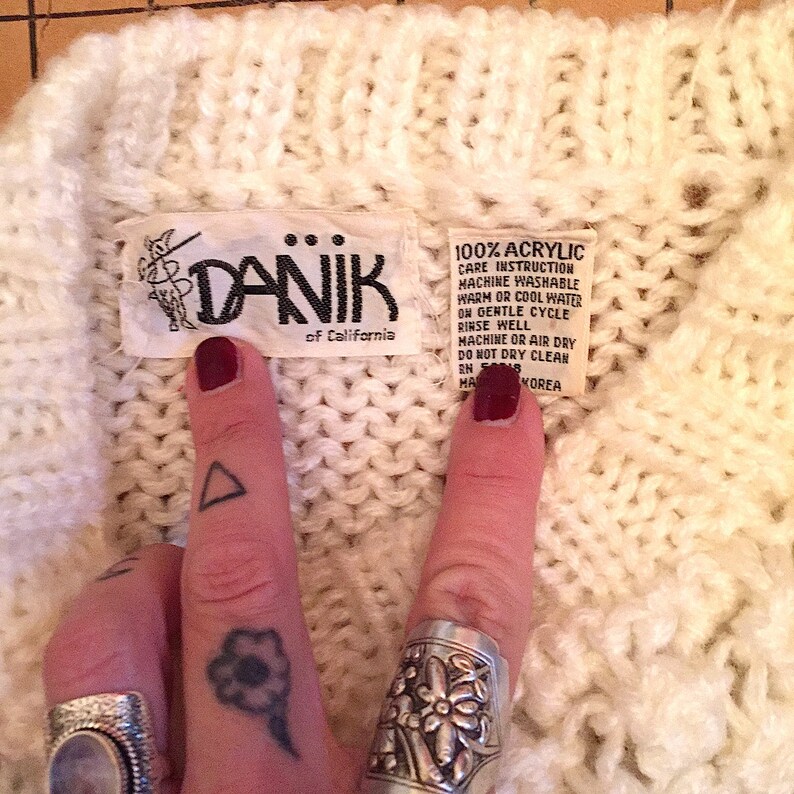 DANIK
of California
100% ACRYLIC
CARE INSTRUCTION
MACHINE WASHABLE
WARM OR COOL WATER
ON GENTLE CYCLE
RINSE WELL
MACHINE OR AIR DRY
DO NOT DRY CLEAN
RN
KOREA